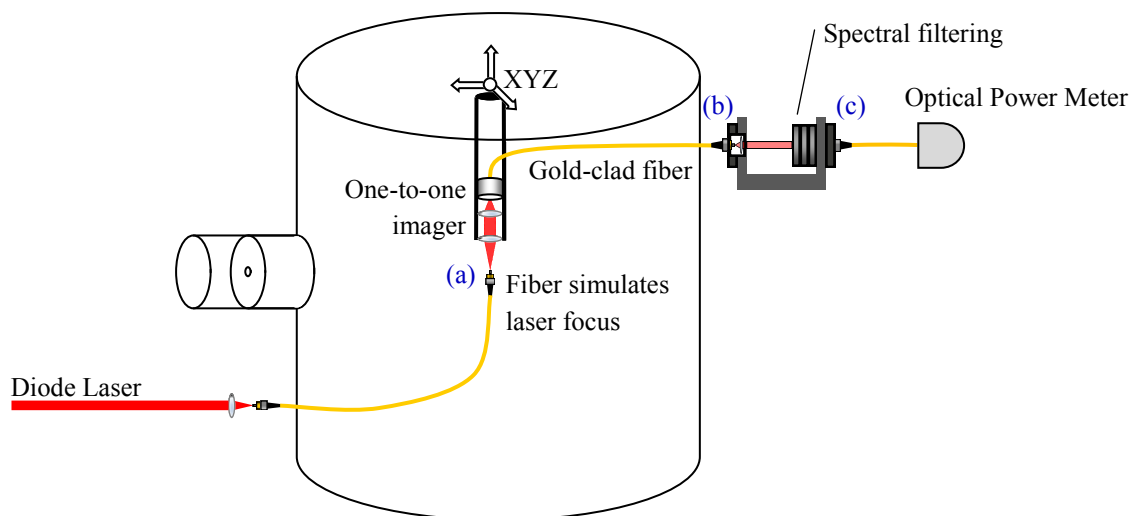 Spectral filtering
XYZ
(b)
(c)
Optical Power Meter
Gold-clad fiber
One-to-one
imager
(a)
Fiber simulates
laser focus
Diode Laser